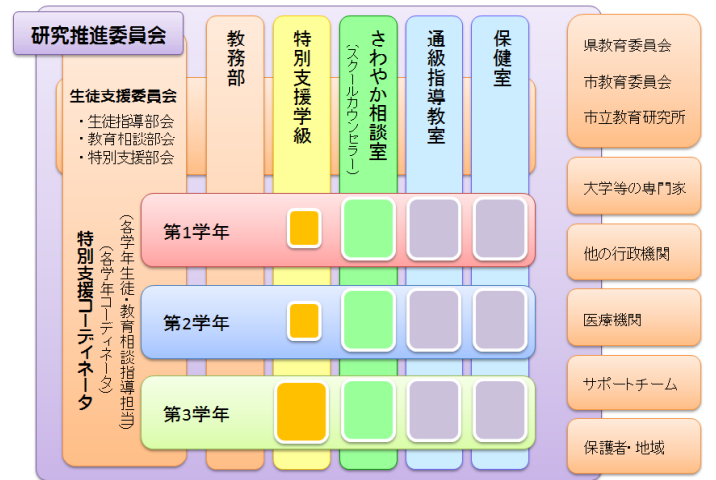 研究推進委員会
生徒支援委員会
・生徒指導部会
・教育相談部会
・特別支援部会
特別支援コーディネータ
(各学年コーディネータ)
(各学年生徒・教育相談指導担当)
教務部
特別支援学級
さわやか相談室
(スクールカウンセラー)
通級指導教室
保健室
第1学年
第2学年
第3学年
県教育委員会
市教育委員会
市立教育研究所
大学等の専門家
他の行政機関
医療機関
サポートチーム
保護者・地域